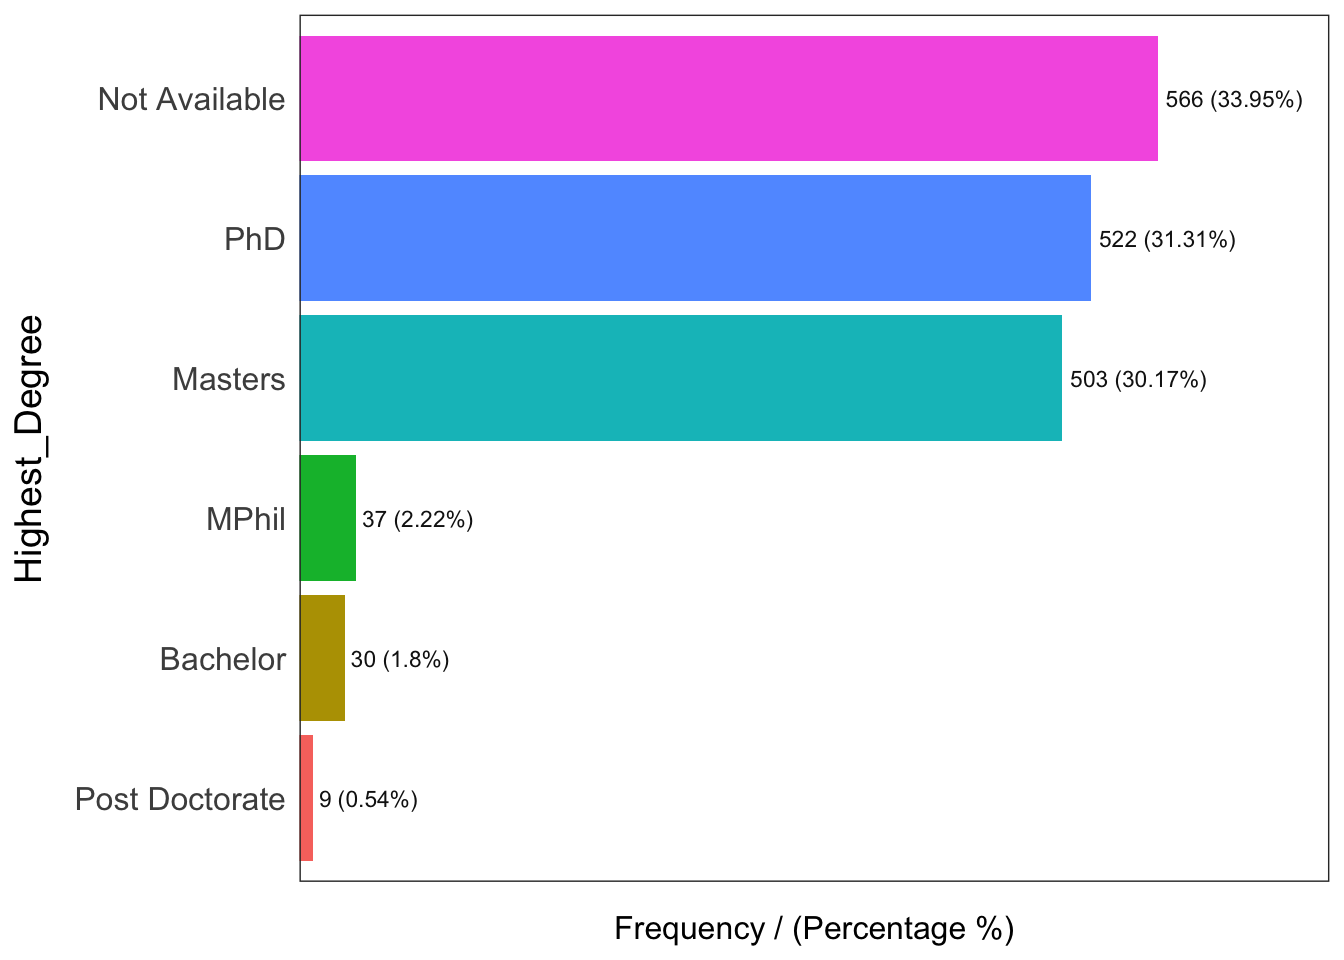 Highest_Degree
Not Available 566 (33.95%)
PhD 522 (31.31%)
Masters 503 (30.17%)
MPhil 37 (2.22%)
Bachelor 30 (1.8%)
Post Doctorate 9 (0.54%)
Frequency / (Percentage %)